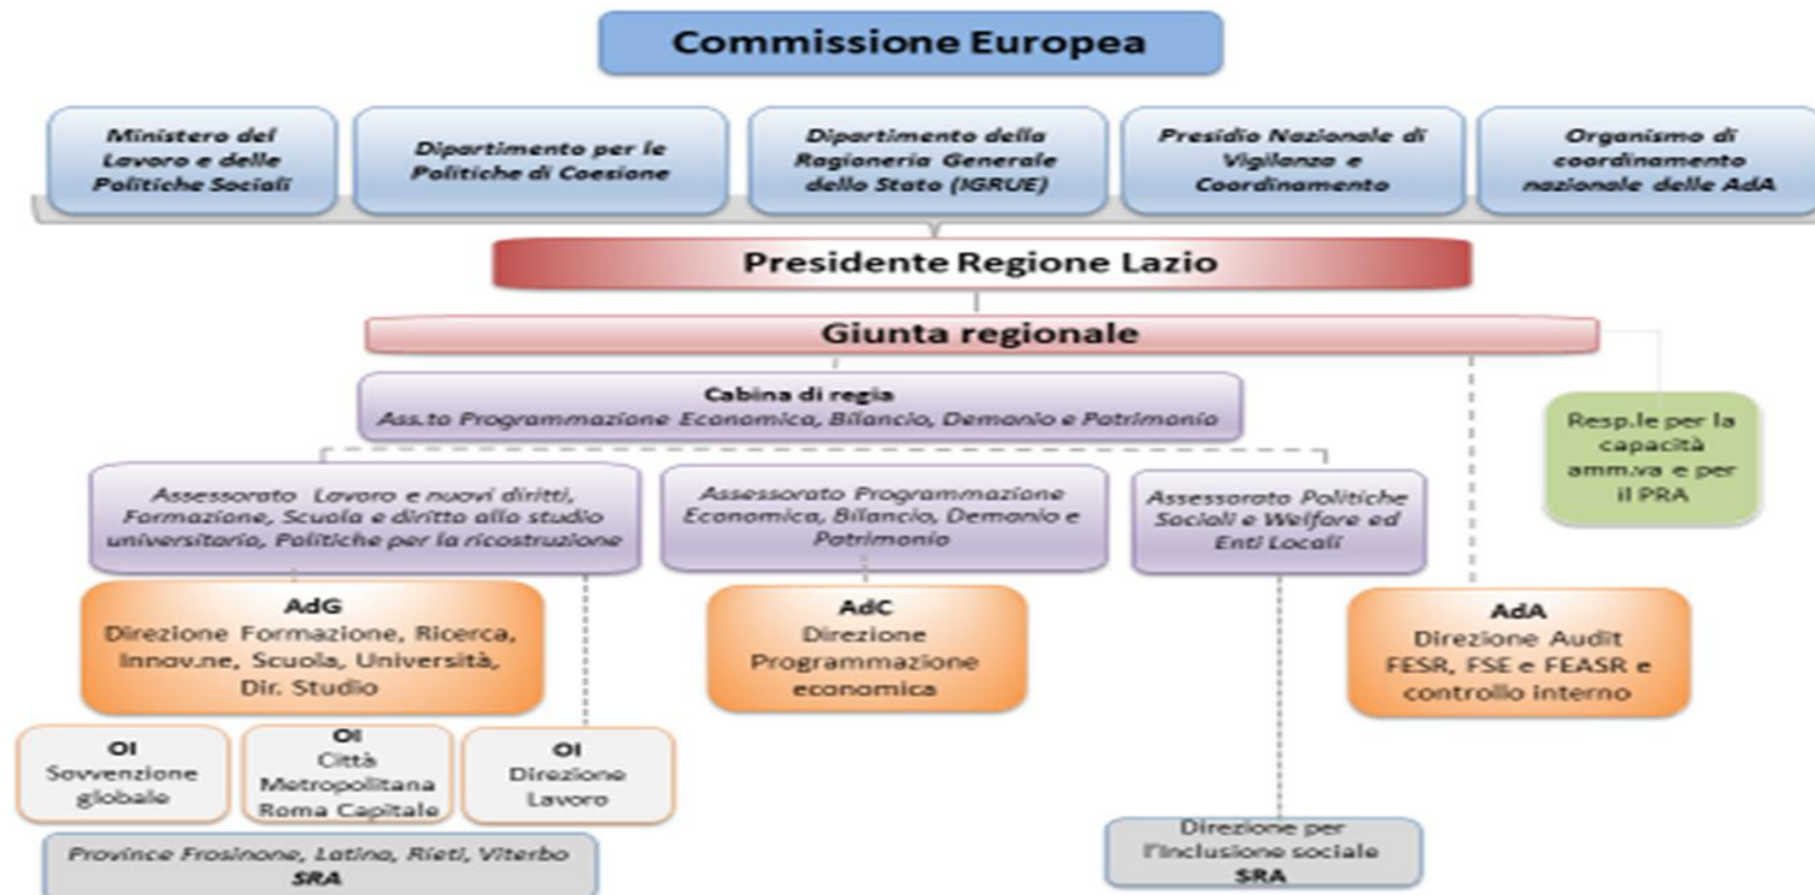 Commissione Europea
Ministero del
Lavoro e delle
Politiche Sociali
Dipartimento per le
Politiche di Coesione
Dipartimento della
Ragioneria Generale
dello Stato (IGRUE)
Presidio Nazionale di
Vigilanza e
Coordinamento
Organismo di
coordinamento
nazionale delle AdA
Presidente Regione Lazio
Giunta regionale
Cabina di regia
Ass.to Programmazione Economica, Bilancio, Demanio e Patrimonio
Resp.le per la
capacità
amm.va e per
il PRA
Assessorato Lavoro e nuovi diritti,
Formazione, Scuola e diritto allo studio
universitario, Politiche per la ricostruzione
Assessorato Programmazione
Economica, Bilancio, Demanio e
Patrimonio
Assessorato Politiche
Sociali e Welfare ed
Enti Locali
AdG
Direzione Formazione, Ricerca,
Innov.ne, Scuola, Università,
Dir. Studio
AdC
Direzione
Programmazione
economica
AdA
Direzione Audit
FESR, FSE e FEASR e
controllo interno
OI
Sovvenzione
globale
OI
Città
Metropolitana
Roma Capitale
OI
Direzione
Lavoro
Province Frosinone, Latina, Rieti, Viterbo
SRA
Direzione per
l'Inclusione sociale
SRA